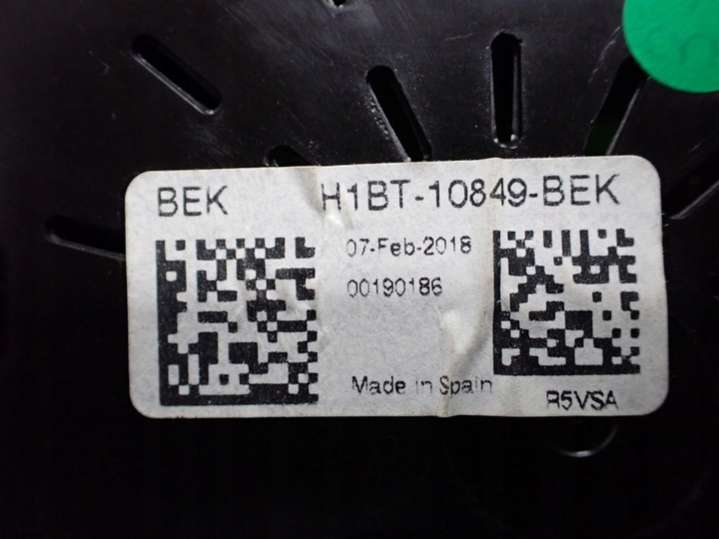 BEK H1BT-10849-BEK
07-Feb-2018
00190186
Made in Spain
R5VSA